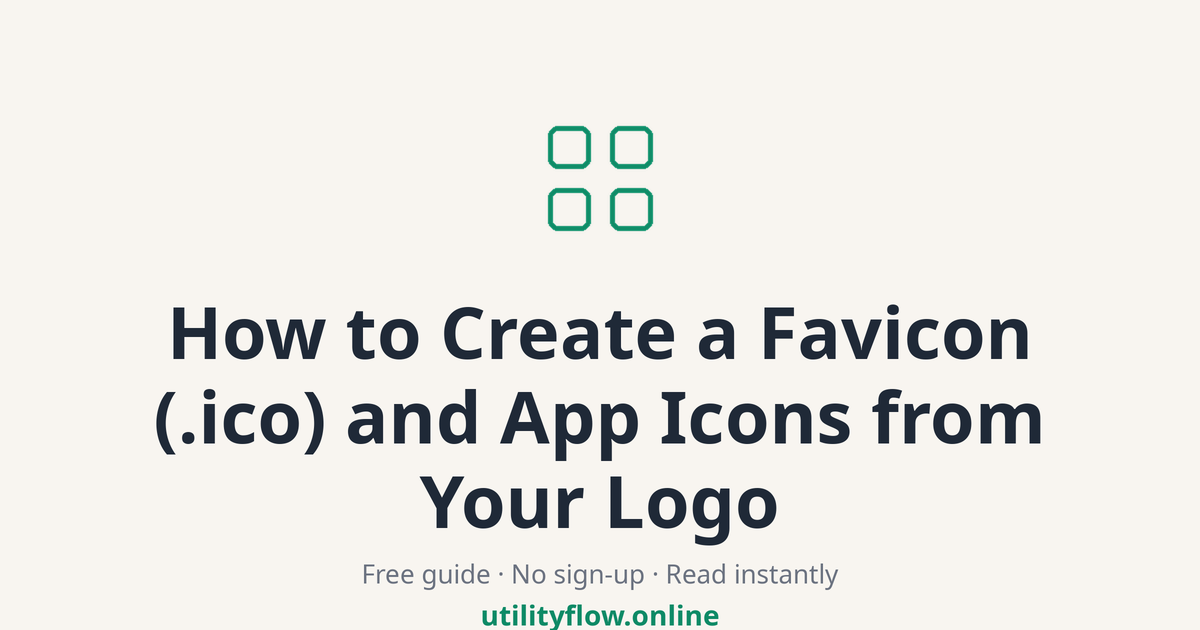 How to Create a Favicon
(.ico) and App Icons from
Your Logo
Free guide · No sign-up · Read instantly
utilityflow.online